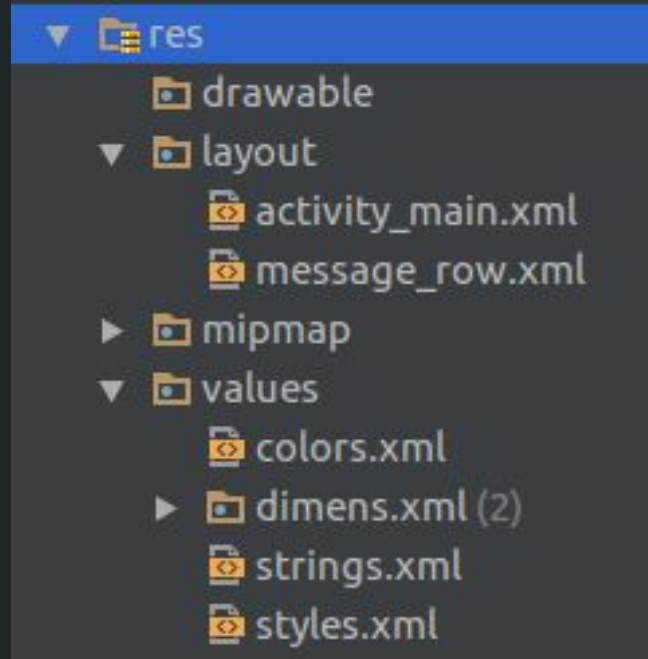 res
drawable
layout
activity_main.xml
message_row.xml
mipmap
values
colors.xml
dimens.xml (2)
strings.xml
styles.xml